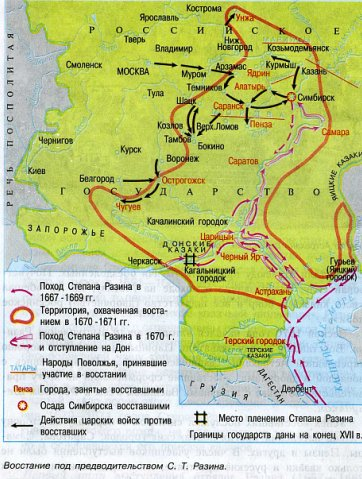 Кострома
Унжа
Ярославль
РОССИЙСКОЕ
Тверь
Ниж
Новгород
Козьмодемьянск
Владимир
Смоленск
МОСКВА
Муром
Арзамас
Ядрин
Курмыш
Казань
Темников
Алатырь
Симбирск
Тула
Шацк
Саранск
РЕЧЬ ПОСПОЛИТАЯ
Козлов
Верх.Ломов
Пенза
Самара
Чернигов
Тамбов
Бокино
Курск
Воронеж
Саратов
Киев
Белгород
Острогожск
ГОСУДАРСТВО
ЯИЦКИЕ КАЗАКИ
Чугуев
Качалинский городок
ЗАПОРОЖЬЕ
Царицын
ДОНСКИЕ
КАЗАКИ
Черный Яр
Черкасск
Кагальницкий
городок
Гурьев
(Яицкий
городок)
Астрахань
Терский городок
ТЕРСКИЕ
КАЗАКИ
ДАГЕСТАН
ГРУЗИЯ
Дербент
Поход Степана Разина в
1667 -1669 гг.
Территория, охваченная восста-
нием в 1670 -1671 гг.
Поход Степана Разина в 1670 г.
и отступление на Дон
ТАТАРЫ
Народы Поволжья, принявшие
участие в восстании
Пенза
Города, занятые восставшими
Осада Симбирска восставшими
Действия царских войск против
восставших
Место пленения Степана Разина
Границы государств даны на конец XVII в.
Восстание под предводительством С. Т. Разина.